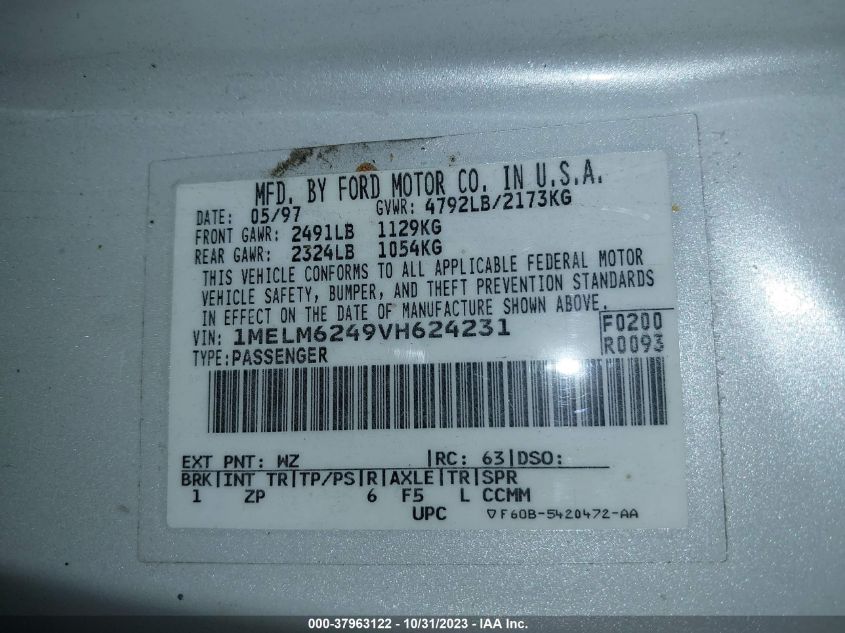 MFD. BY FORD MOTOR CO. IN U.S.A.
DATE: 05/97 GVWR: 4792LB/2173KG
FRONT GAWR: 2491LB 1129KG
REAR GAWR: 2324LB 1054KG
THIS VEHICLE CONFORMS TO ALL APPLICABLE FEDERAL MOTOR
VEHICLE SAFETY, BUMPER, AND THEFT PREVENTION STANDARDS
IN EFFECT ON THE DATE OF MANUFACTURE SHOWN ABOVE.
VIN: 1MELM6249VH624231 F0200
TYPE: PASSENGER R0093
EXT PNT: WZ RC: 63 DSO:
BRK INT TR TP/PS R AXLE TR SPR
1 ZP 6 F5 L CCMM
UPC ▽F60B-5420472-AA
000-37963122 - 10/31/2023 - IAA Inc.